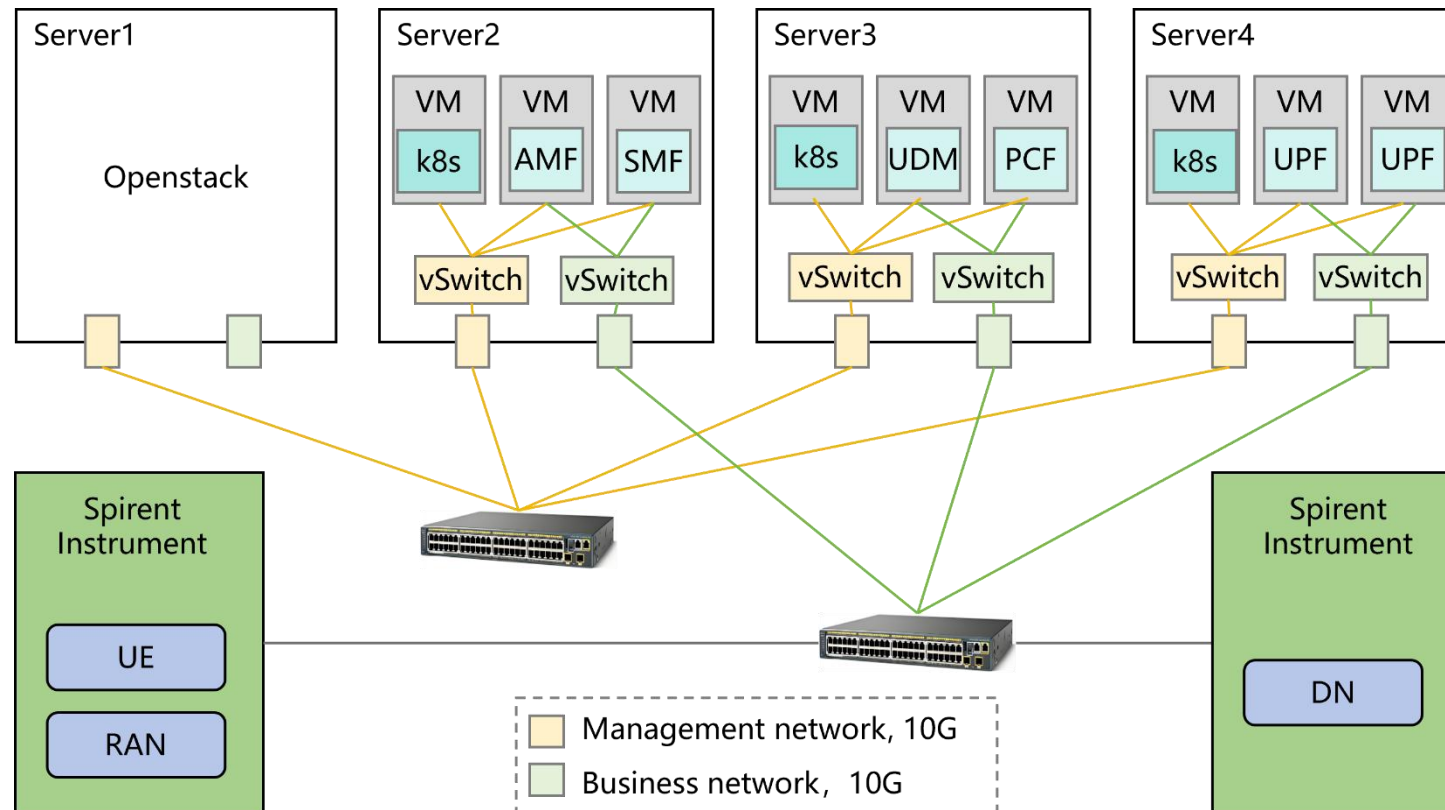 Server1
Openstack
Server2
VM
k8s
VM
AMF
VM
SMF
vSwitch
vSwitch
Server3
VM
k8s
VM
UDM
VM
PCF
vSwitch
vSwitch
Server4
VM
k8s
VM
UPF
VM
UPF
vSwitch
vSwitch
Spirent
Instrument
UE
RAN
Spirent
Instrument
DN
Management network, 10G
Business network， 10G